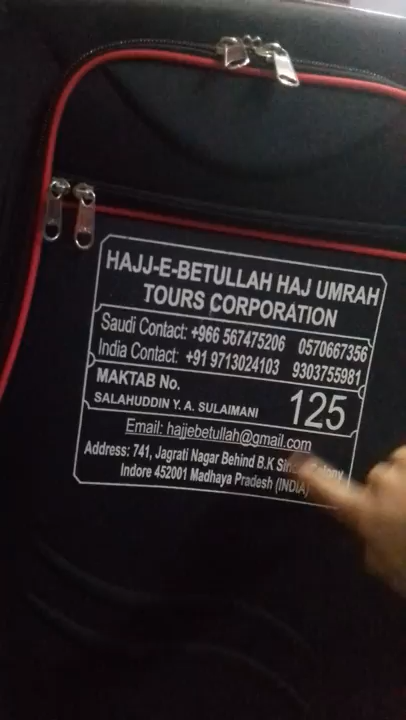 HAJJ-E-BETULLAH HAJ UMRAH
TOURS CORPORATION
Saudi Contact: +966 567475206 0570667356
India Contact: +91 9713024103 9303755981
MAKTAB No.
SALAHUDDIN Y. A. SULAIMANI
125
Email: hajjebetullah@gmail.com
Address: 741, Jagrati Nagar Behind B.K
Indore 452001 Madhaya Pradesh (INDIA)